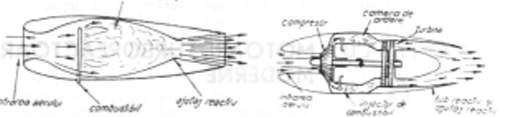 intrarea aerului
combustibil
ajutaj reactiv
compresor
camera de
ardere
turbina
intrarea
aerului
injector de
combustibil
tub reactiv și
ajutaj reactiv